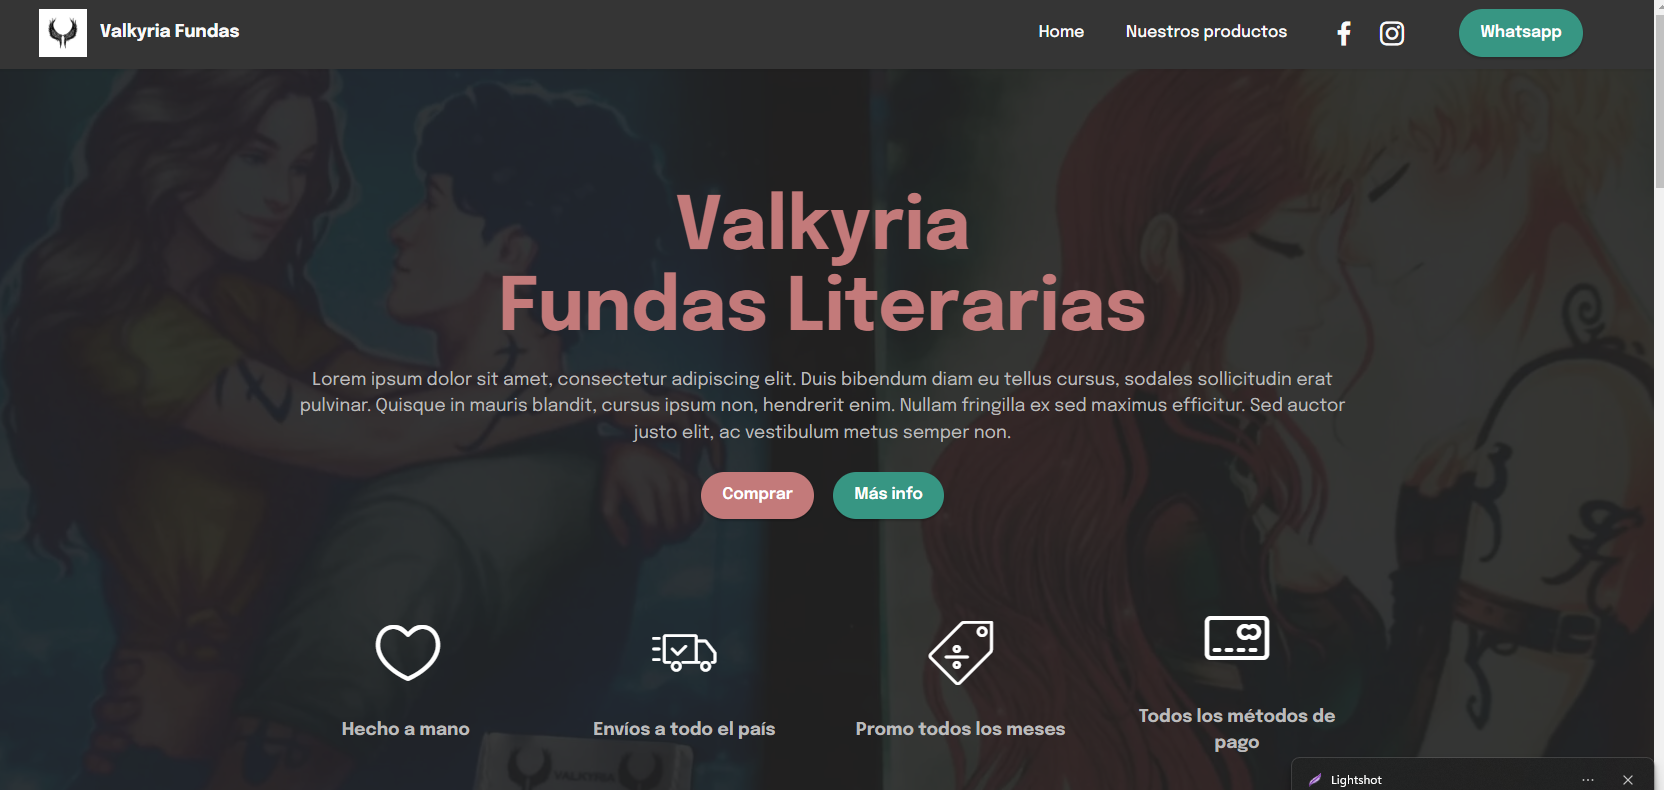 Valkyria Fundas
Home
Nuestros productos
Whatsapp
Valkyria
Fundas Literarias
Lorem ipsum dolor sit amet, consectetur adipiscing elit. Duis bibendum diam eu tellus cursus, sodales sollicitudin erat
pulvinar. Quisque in mauris blandit, cursus ipsum non, hendrerit enim. Nullam fringilla ex sed maximus efficitur. Sed auctor
justo elit, ac vestibulum metus semper non.
Comprar
Más info
Hecho a mano
Envíos a todo el país
Promo todos los meses
Todos los métodos de
pago
VALKYRIA
Lightshot